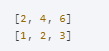 [2, 4, 6]
[1, 2, 3]